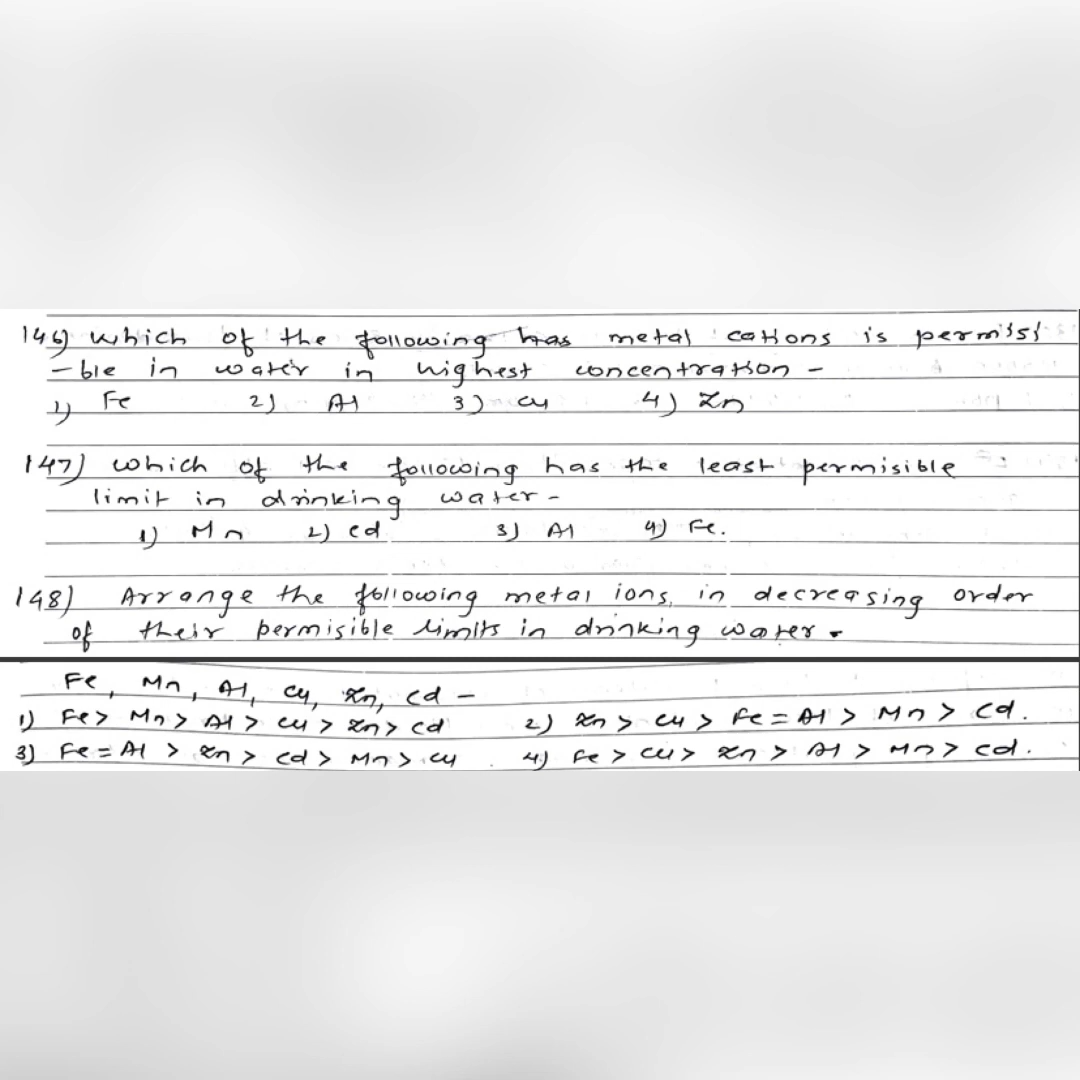 146) which of the following has metal cations is permissi
-ble in water in highest concentration -
1) Fe 2) Al 3) Cu 4) Zn
147) which of the following has the least permisible
limit in drinking water -
1) Mn 2) Cd 3) Al 4) Fe.
148) Arrange the following metal ions in decreasing order
of their permisible limits in drinking water.
Fe, Mn, Al, Cu, Zn, Cd -
1) Fe > Mn > Al > Cu > Zn > Cd 2) Zn > Cu > Fe = Al > Mn > Cd.
3) Fe = Al > Zn > Cd > Mn > Cu 4) Fe > Cu > Zn > Al > Mn > Cd.